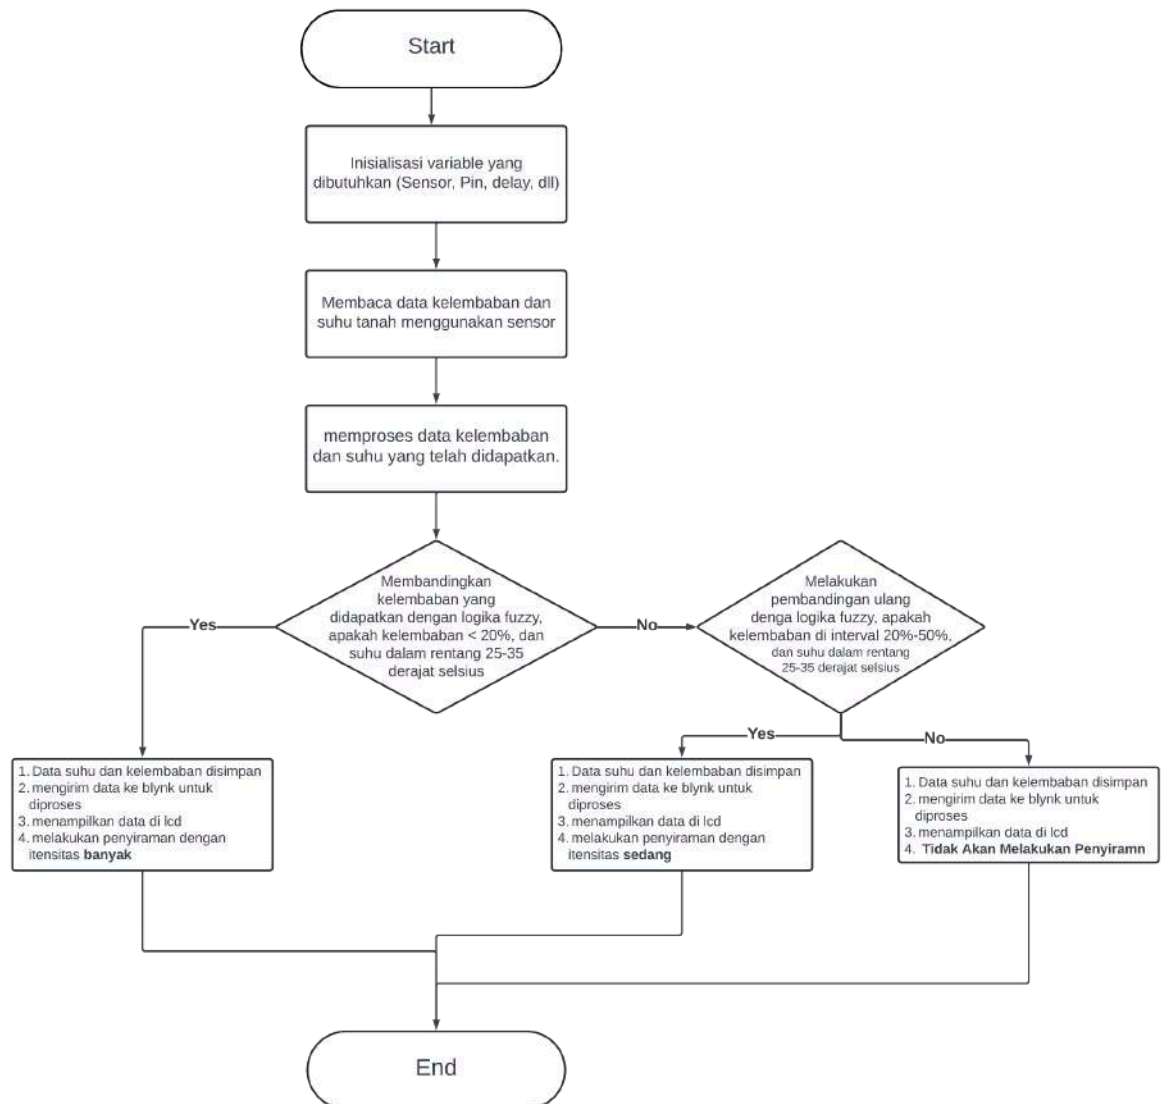 Start
Inisialisasi variable yang
dibutuhkan (Sensor, Pin, delay, dll)
Membaca data kelembaban dan
suhu tanah menggunakan sensor
memproses data kelembaban
dan suhu yang telah didapatkan.
Membandingkan
kelembaban yang
didapatkan dengan logika fuzzy,
apakah kelembaban < 20%, dan
suhu dalam rentang 25-35
derajat selsius
Yes
No
Melakukan
pembandingan ulang
denga logika fuzzy, apakah
kelembaban di interval 20%-50%,
dan suhu dalam rentang
25-35 derajat selsius
Yes
No
1. Data suhu dan kelembaban disimpan
2. mengirim data ke blynk untuk
diproses
3. menampilkan data di lcd
4. melakukan penyiraman dengan
itensitas banyak
1. Data suhu dan kelembaban disimpan
2. mengirim data ke blynk untuk
diproses
3. menampilkan data di lcd
4. melakukan penyiraman dengan
itensitas sedang
1. Data suhu dan kelembaban disimpan
2. mengirim data ke blynk untuk
diproses
3. menampilkan data di lcd
4. Tidak Akan Melakukan Penyiramn
End